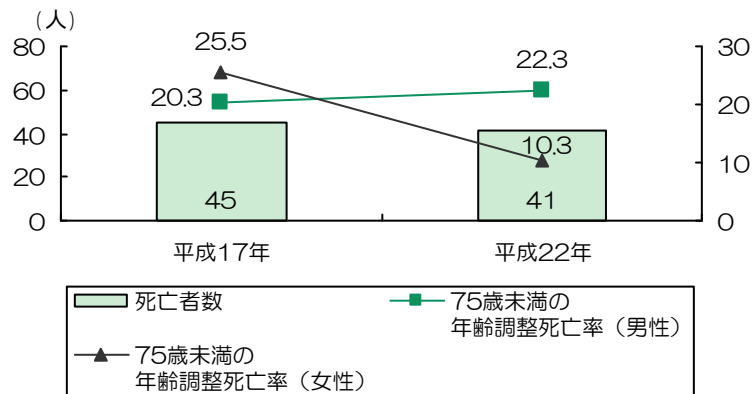 (人)
80
60
40
20
0
30
20
10
0
25.5
22.3
20.3
10.3
45
41
平成17年
平成22年
死亡者数
75歳未満の
年齢調整死亡率（男性）
75歳未満の
年齢調整死亡率（女性）